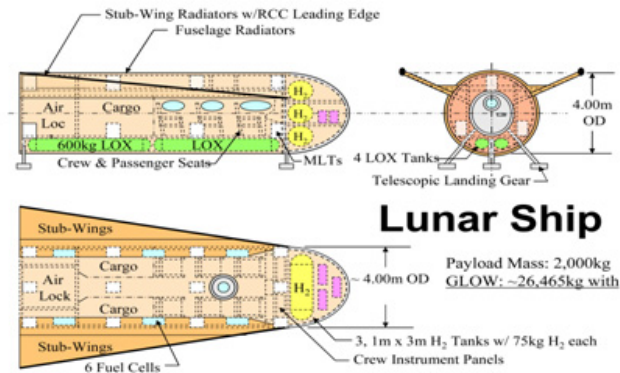 Stub-Wing Radiators w/RCC Leading Edge
Fuselage Radiators
Air
Loc
Cargo
H₂
H₂
H₂
600kg LOX
LOX
Crew & Passenger Seats
MLTs
4.00m
OD
4 LOX Tanks
Telescopic Landing Gear
Lunar Ship
Payload Mass: 2,000kg
GLOW: ~26,465kg with
Stub-Wings
Cargo
Air
Lock
H₂
~ 4.00m OD
Cargo
Stub-Wings
6 Fuel Cells
3, 1m x 3m H₂ Tanks w/ 75kg H₂ each
Crew Instrument Panels